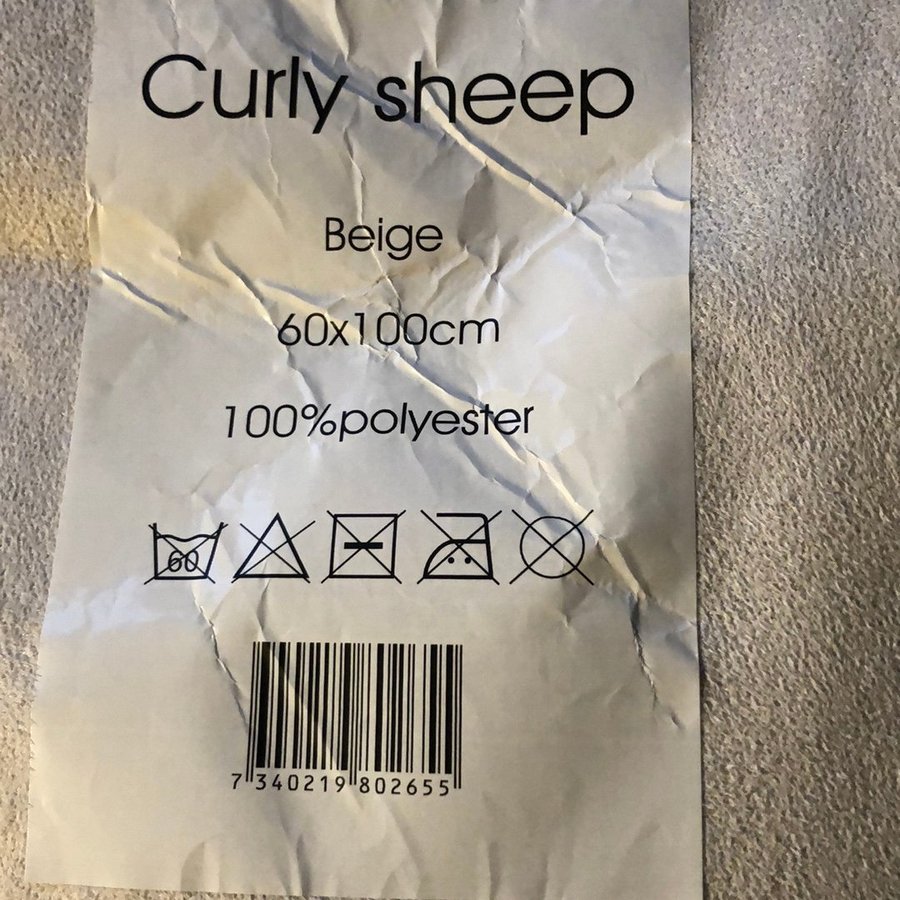 Curly sheep
Beige
60x100cm
100%polyester
60
7 340219 802655